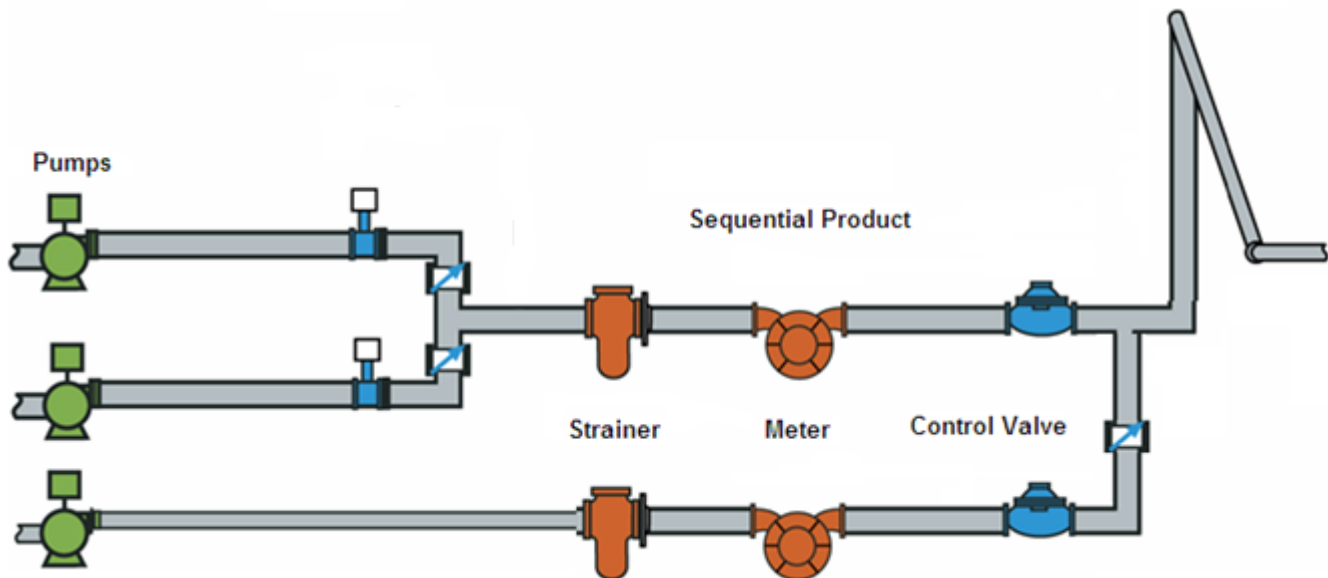 Pumps
Sequential Product
Strainer
Meter
Control Valve